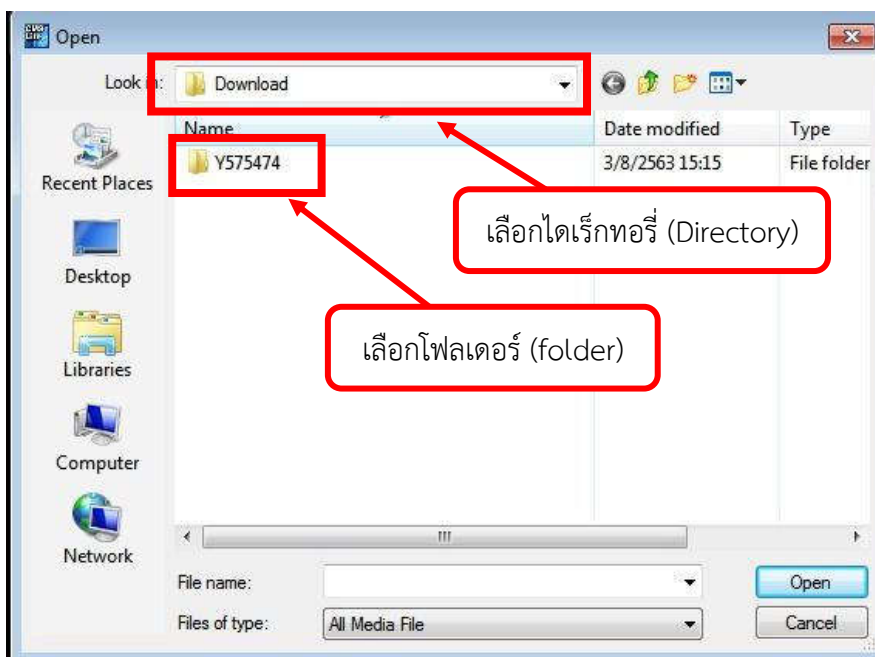 Open
Look in:
Download
Name
Date modified
Type
Y575474
3/8/2563 15:15
File folder
Recent Places
เลือกไดเร็กทอรี่ (Directory)
Desktop
เลือกโฟลเดอร์ (folder)
Libraries
Computer
Network
File name:
Open
Files of type:
All Media File
Cancel